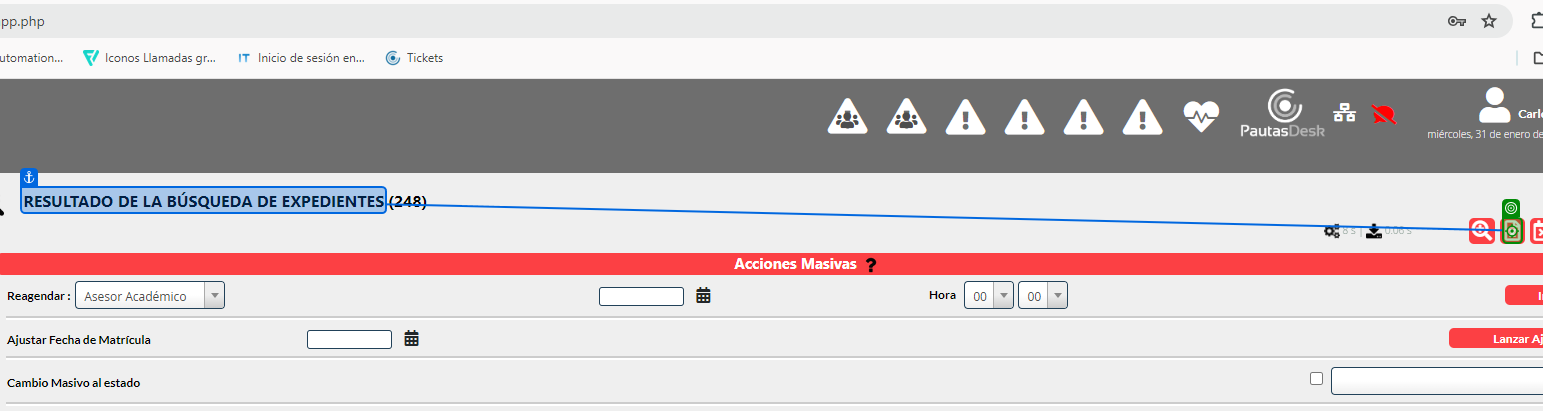 pp.php
utomation...
Iconos Llamadas gr...
Inicio de sesión en...
Tickets
PautasDesk
Carlo
miércoles, 31 de enero de
RESULTADO DE LA BÚSQUEDA DE EXPEDIENTES (248)
8 s | 0.06 s
Acciones Masivas ?
Reagendar : Asesor Académico
Hora 00 00
Ajustar Fecha de Matrícula
Lanzar Aj
Cambio Masivo al estado